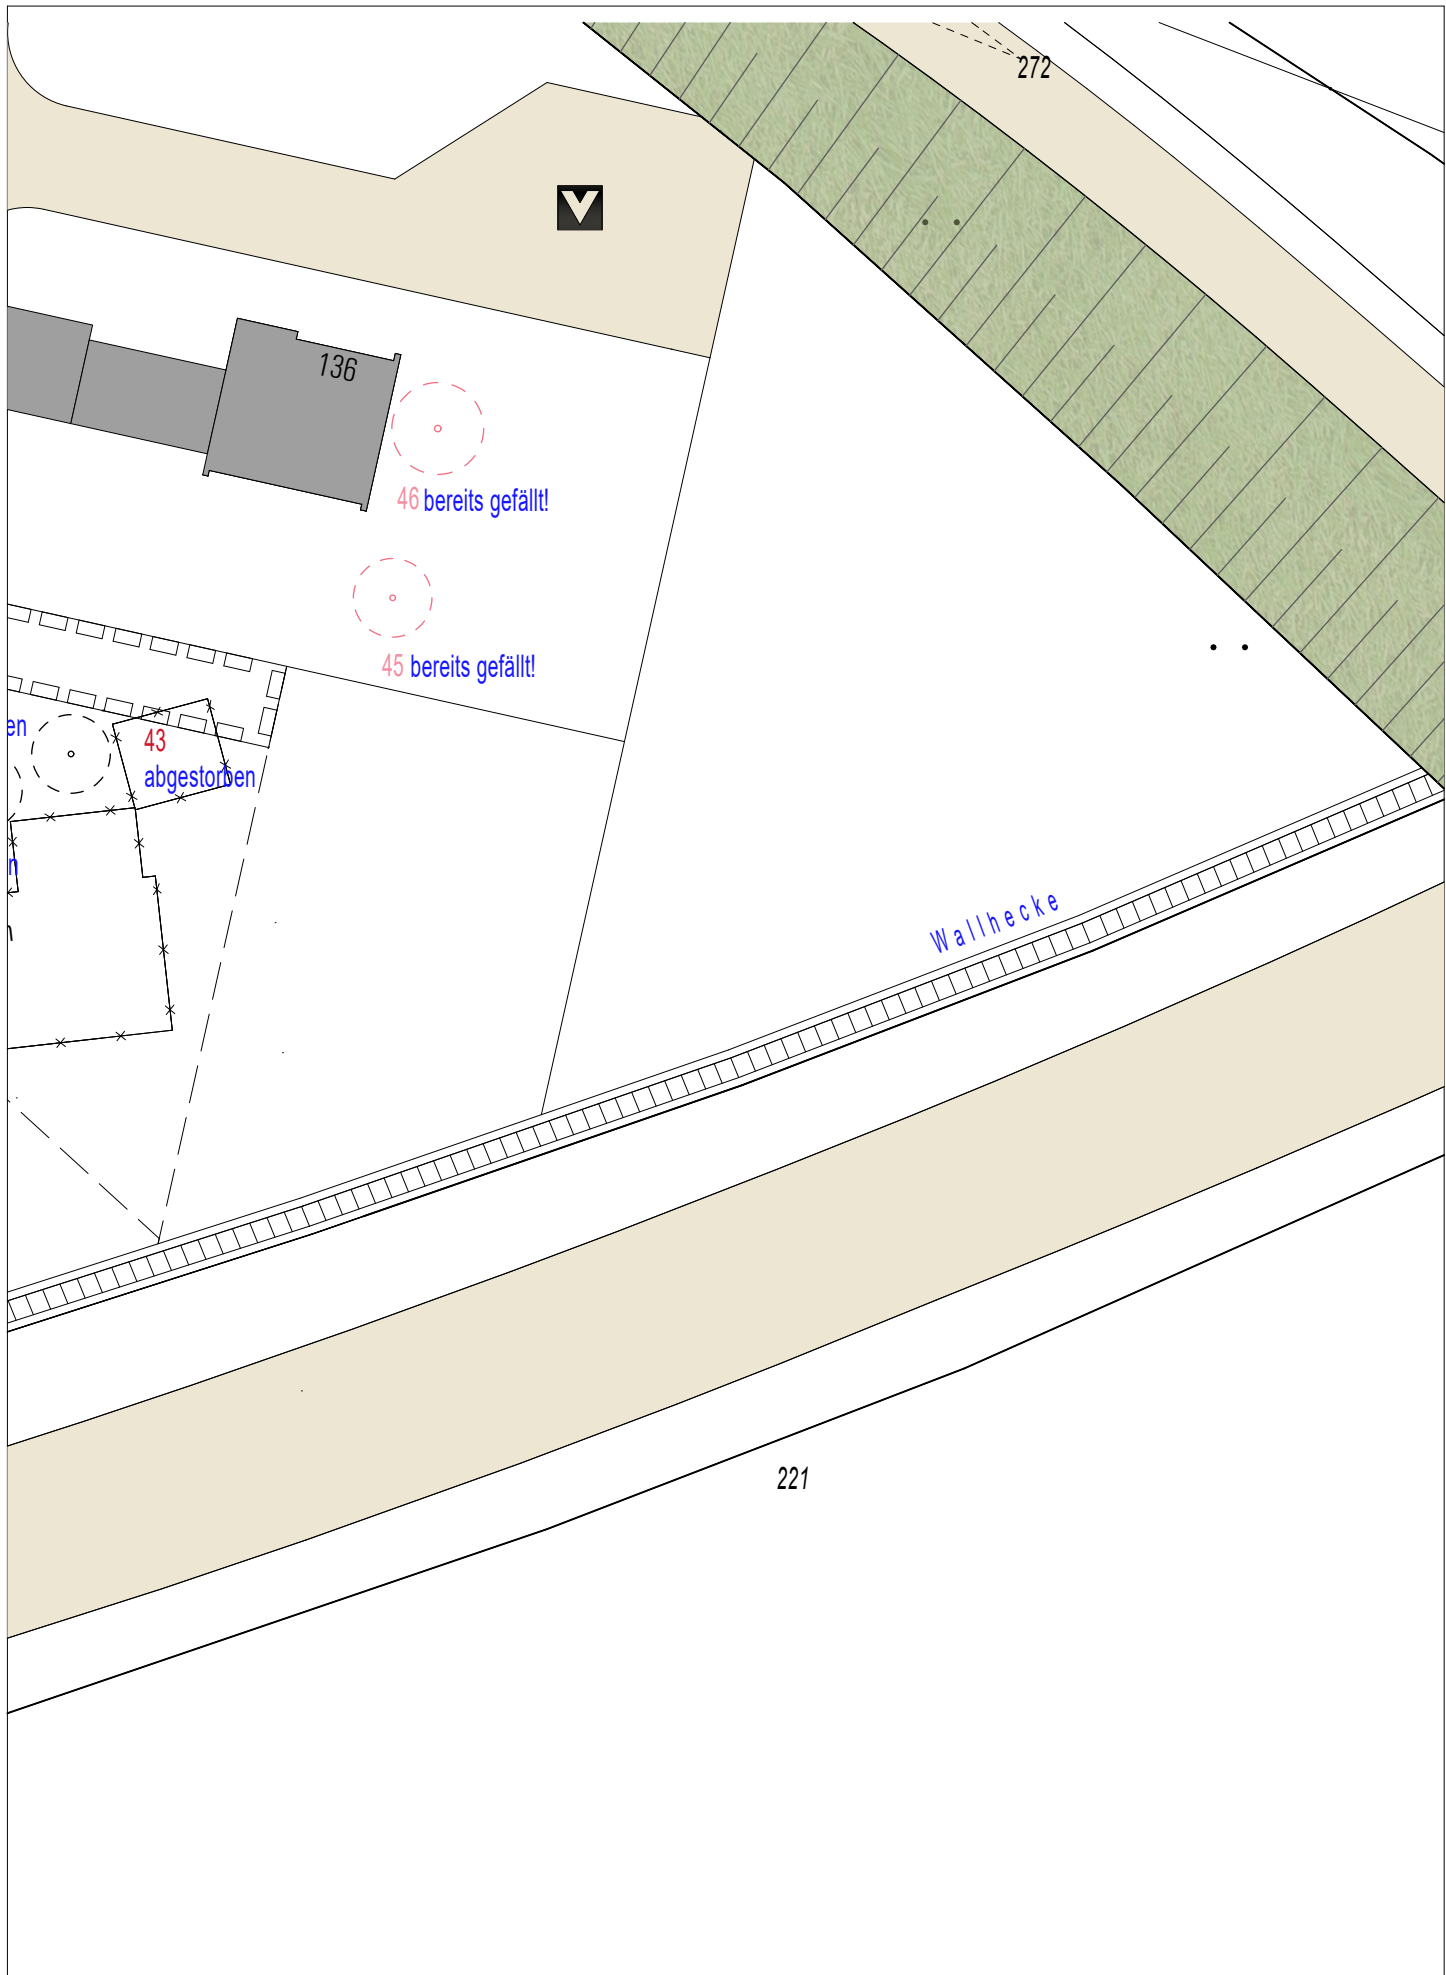 272
V
136
46 bereits gefällt!
45 bereits gefällt!
en
43
abgestorben
n
n
Wallhecke
221